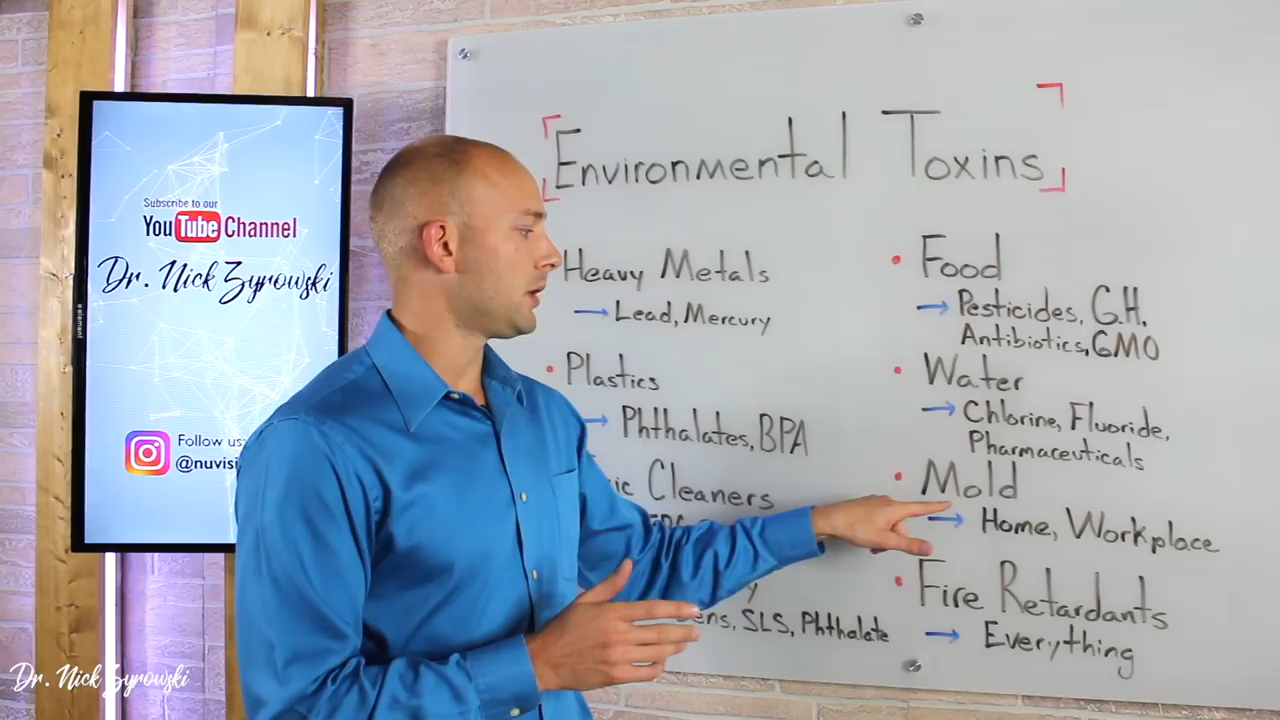 Subscribe to our
YouTube Channel
Dr. Nick Zyrowski
Follow us:
element
Dr. Nick Zyrowski
Environmental Toxins
Heavy Metals
→ Lead, Mercury
• Plastics
→ Phthalates, BPA
Cleaners
SLS, Phthalate
• Food
→ Pesticides, G.H,
Antibiotics, GMO
• Water
→ Chlorine, Fluoride,
Pharmaceuticals
• Mold
→ Home, Workplace
• Fire Retardants
→ Everything